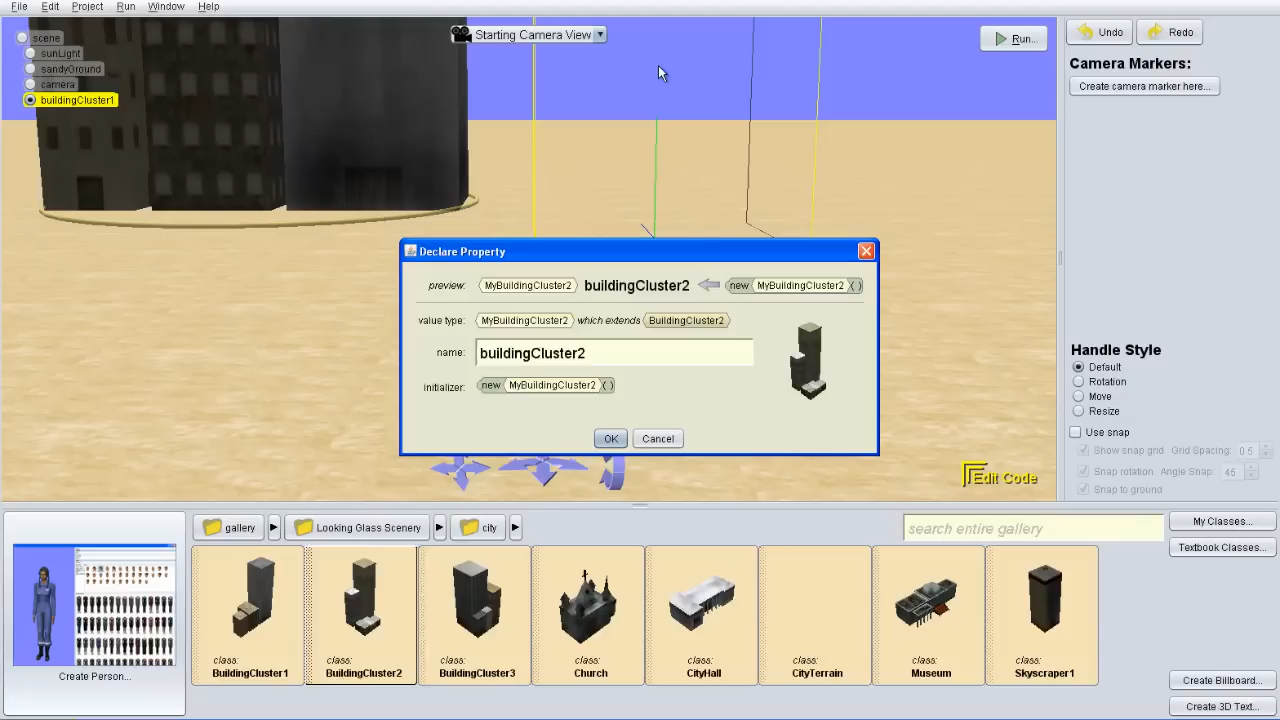 File Edit Project Run Window Help
scene
sunLight
sandyGround
camera
buildingCluster1
Starting Camera View
Run...
Undo Redo
Camera Markers:
Create camera marker here...
Declare Property
preview: MyBuildingCluster2 buildingCluster2 new MyBuildingCluster2 ( )
value type: MyBuildingCluster2 which extends BuildingCluster2
name: buildingCluster2
initializer: new MyBuildingCluster2 ( )
OK Cancel
Handle Style
Default
Rotation
Move
Resize
Use snap
Show snap grid Grid Spacing: 0.5
Snap rotation Angle Snap: 45
Snap to ground
Edit Code
gallery Looking Glass Scenery city
search entire gallery
My Classes...
Textbook Classes...
Create Person...
class: BuildingCluster1
class: BuildingCluster2
class: BuildingCluster3
class: Church
class: CityHall
class: CityTerrain
class: Museum
class: Skyscraper1
Create Billboard...
Create 3D Text...